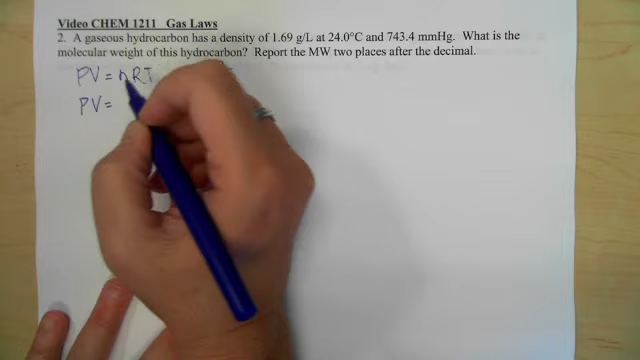 Video CHEM 1211 Gas Laws
2. A gaseous hydrocarbon has a density of 1.69 g/L at 24.0°C and 743.4 mmHg. What is the
molecular weight of this hydrocarbon? Report the MW two places after the decimal.
PV = nRT
PV =